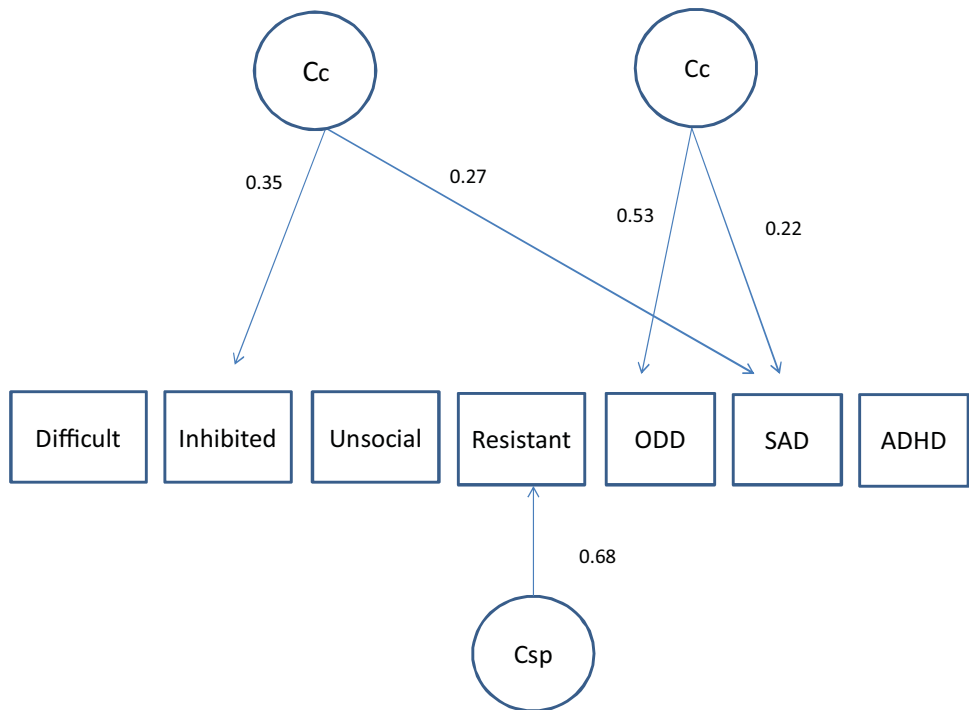 Cc
Cc
0.35
0.27
0.53
0.22
Difficult
Inhibited
Unsocial
Resistant
ODD
SAD
ADHD
0.68
Csp